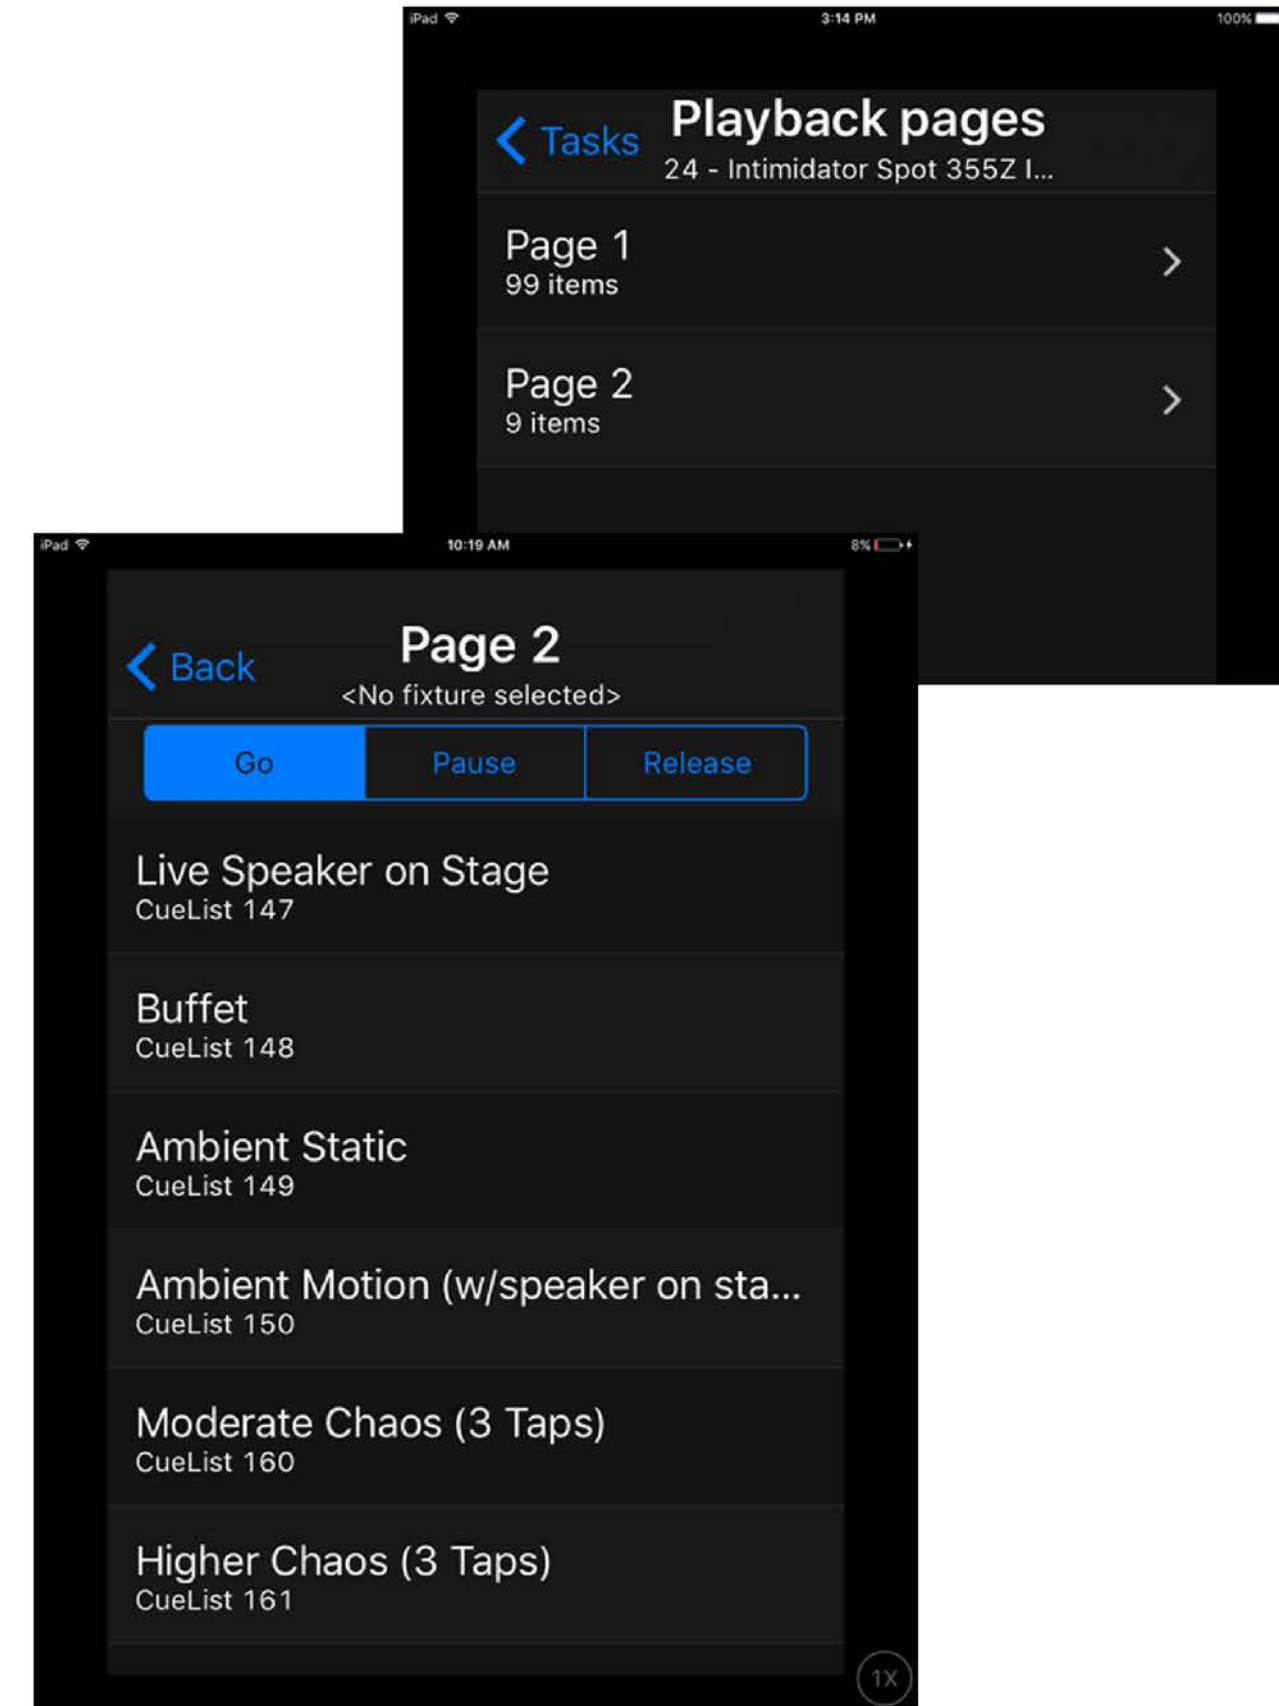 iPad 3:14 PM 100%
Tasks Playback pages
24 - Intimidator Spot 355Z I...
Page 1
99 items
Page 2
9 items
iPad 10:19 AM 8%
Back Page 2
<No fixture selected>
Go Pause Release
Live Speaker on Stage
CueList 147
Buffet
CueList 148
Ambient Static
CueList 149
Ambient Motion (w/speaker on sta...
CueList 150
Moderate Chaos (3 Taps)
CueList 160
Higher Chaos (3 Taps)
CueList 161
1X